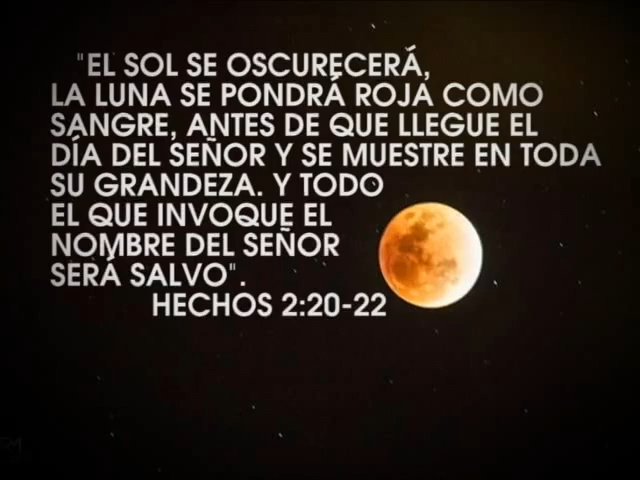 "EL SOL SE OSCURECERÁ,
LA LUNA SE PONDRÁ ROJA COMO
SANGRE, ANTES DE QUE LLEGUE EL
DÍA DEL SEÑOR Y SE MUESTRE EN TODA
SU GRANDEZA. Y TODO
EL QUE INVOQUE EL
NOMBRE DEL SEÑOR
SERÁ SALVO".
HECHOS 2:20-22